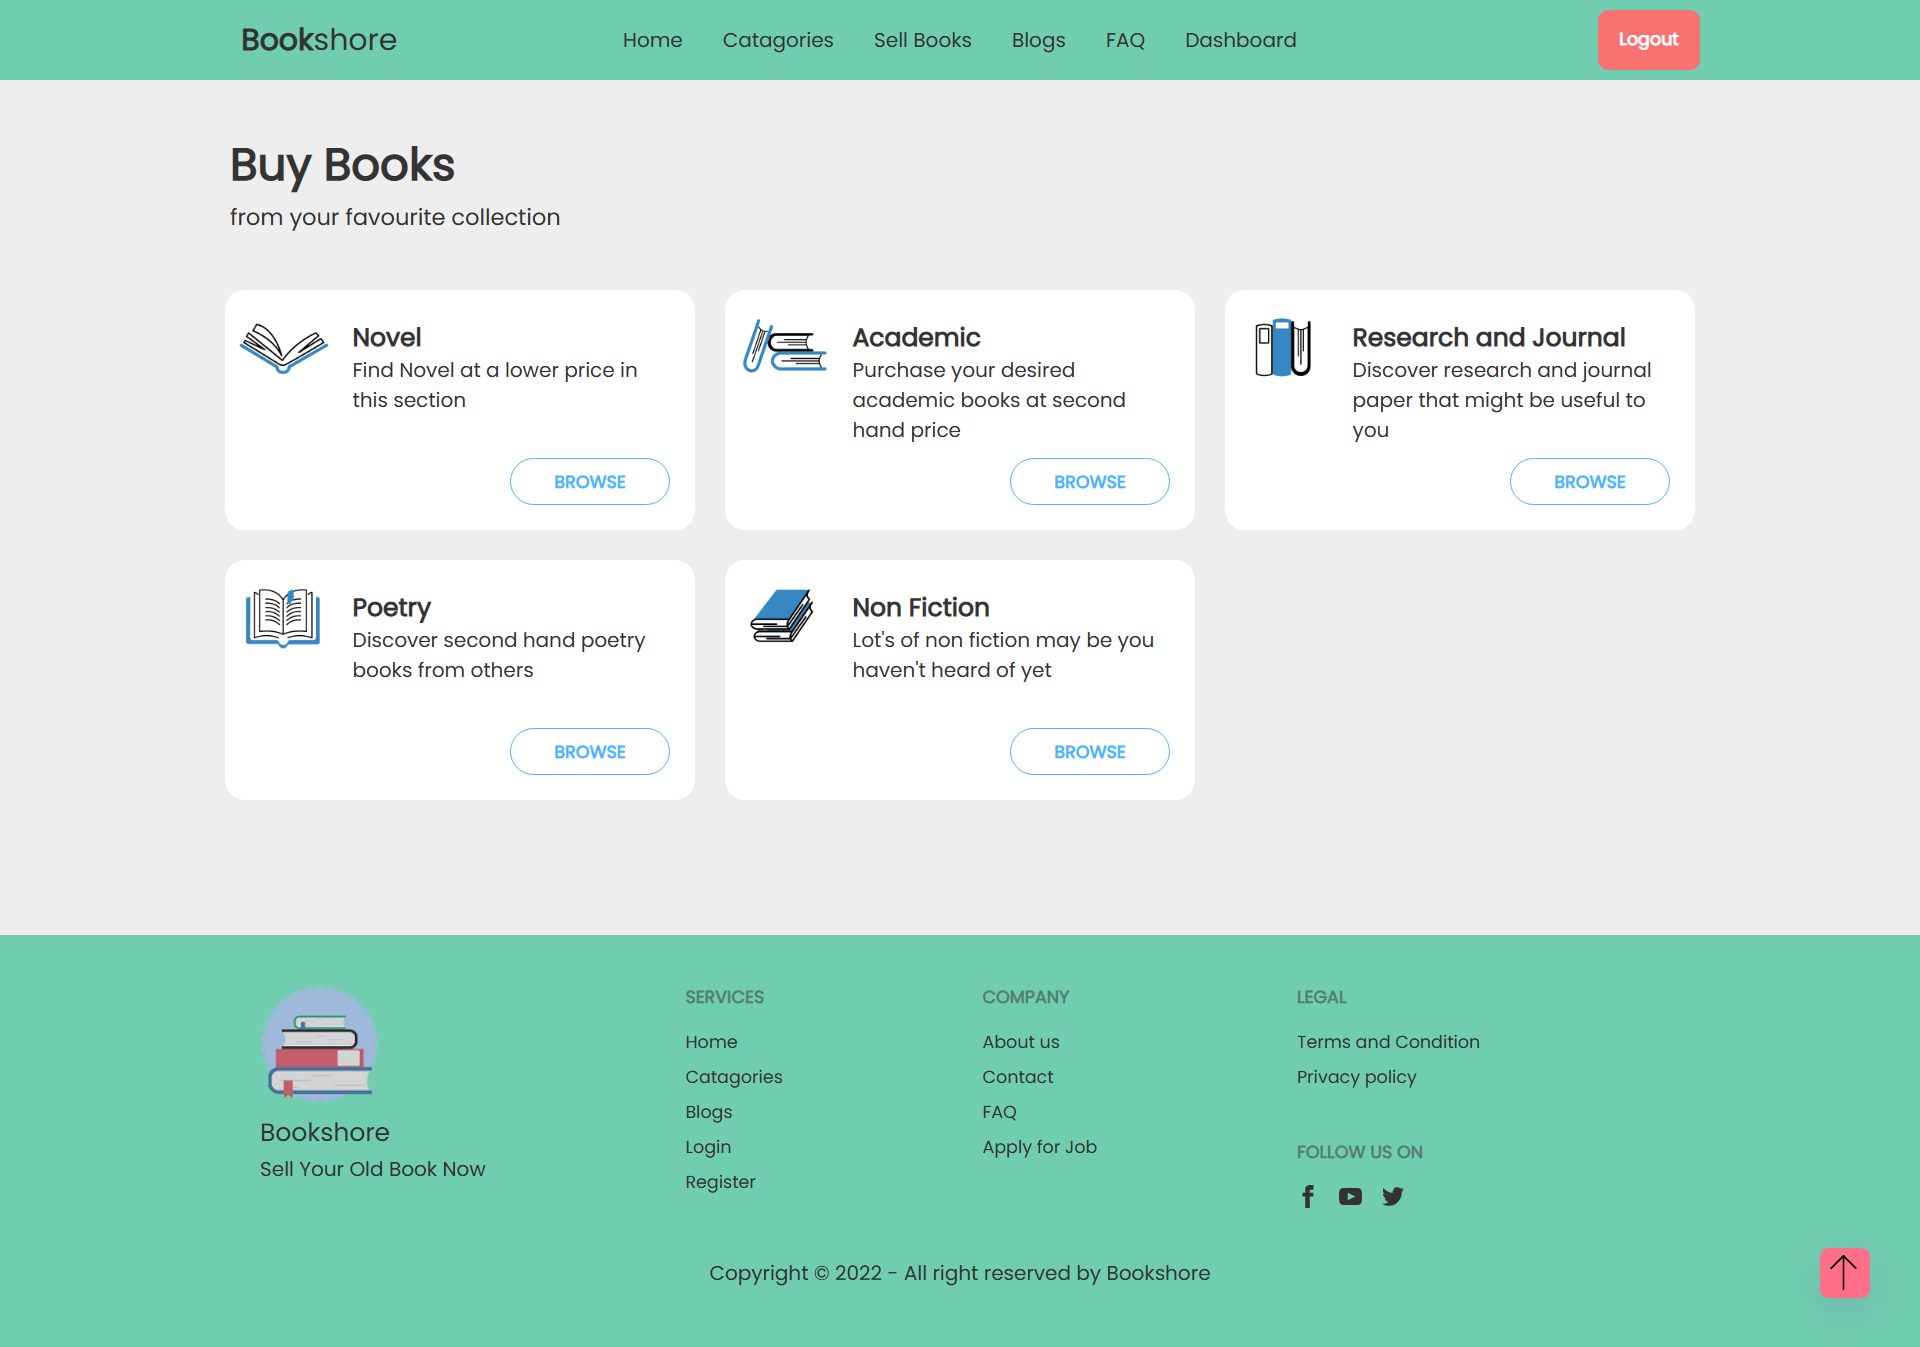 Bookshore
Home Catagories Sell Books Blogs FAQ Dashboard
Logout
Buy Books
from your favourite collection
Novel
Find Novel at a lower price in
this section
BROWSE
Academic
Purchase your desired
academic books at second
hand price
BROWSE
Research and Journal
Discover research and journal
paper that might be useful to
you
BROWSE
Poetry
Discover second hand poetry
books from others
BROWSE
Non Fiction
Lot's of non fiction may be you
haven't heard of yet
BROWSE
Bookshore
Sell Your Old Book Now
SERVICES
Home
Catagories
Blogs
Login
Register
COMPANY
About us
Contact
FAQ
Apply for Job
LEGAL
Terms and Condition
Privacy policy
FOLLOW US ON
Copyright © 2022 - All right reserved by Bookshore